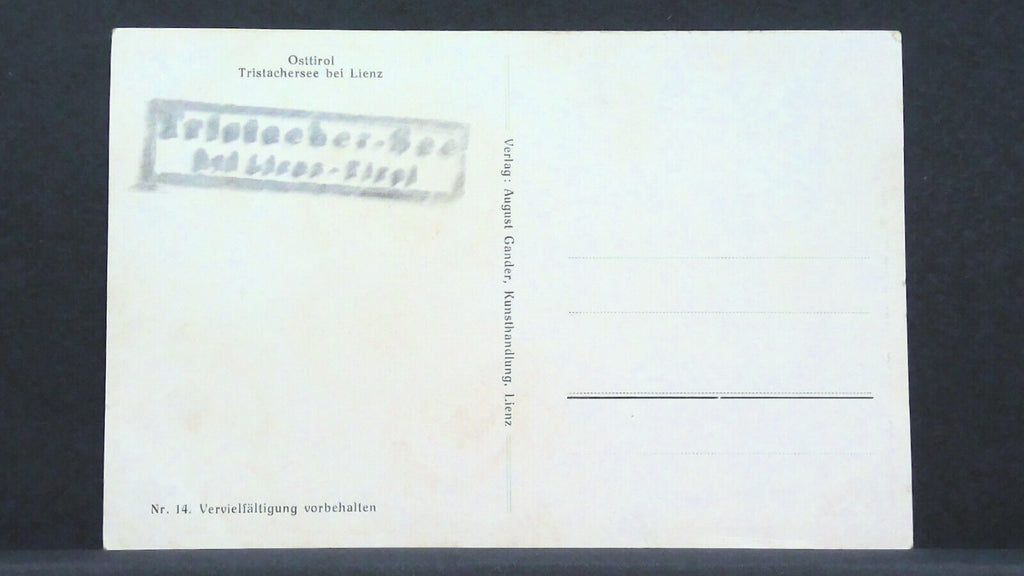 Osttirol
Tristachersee bei Lienz
Tristacher-See
bei Lienz-Tirol
Verlag: August Gander, Kunsthandlung, Lienz
Nr. 14. Vervielfältigung vorbehalten